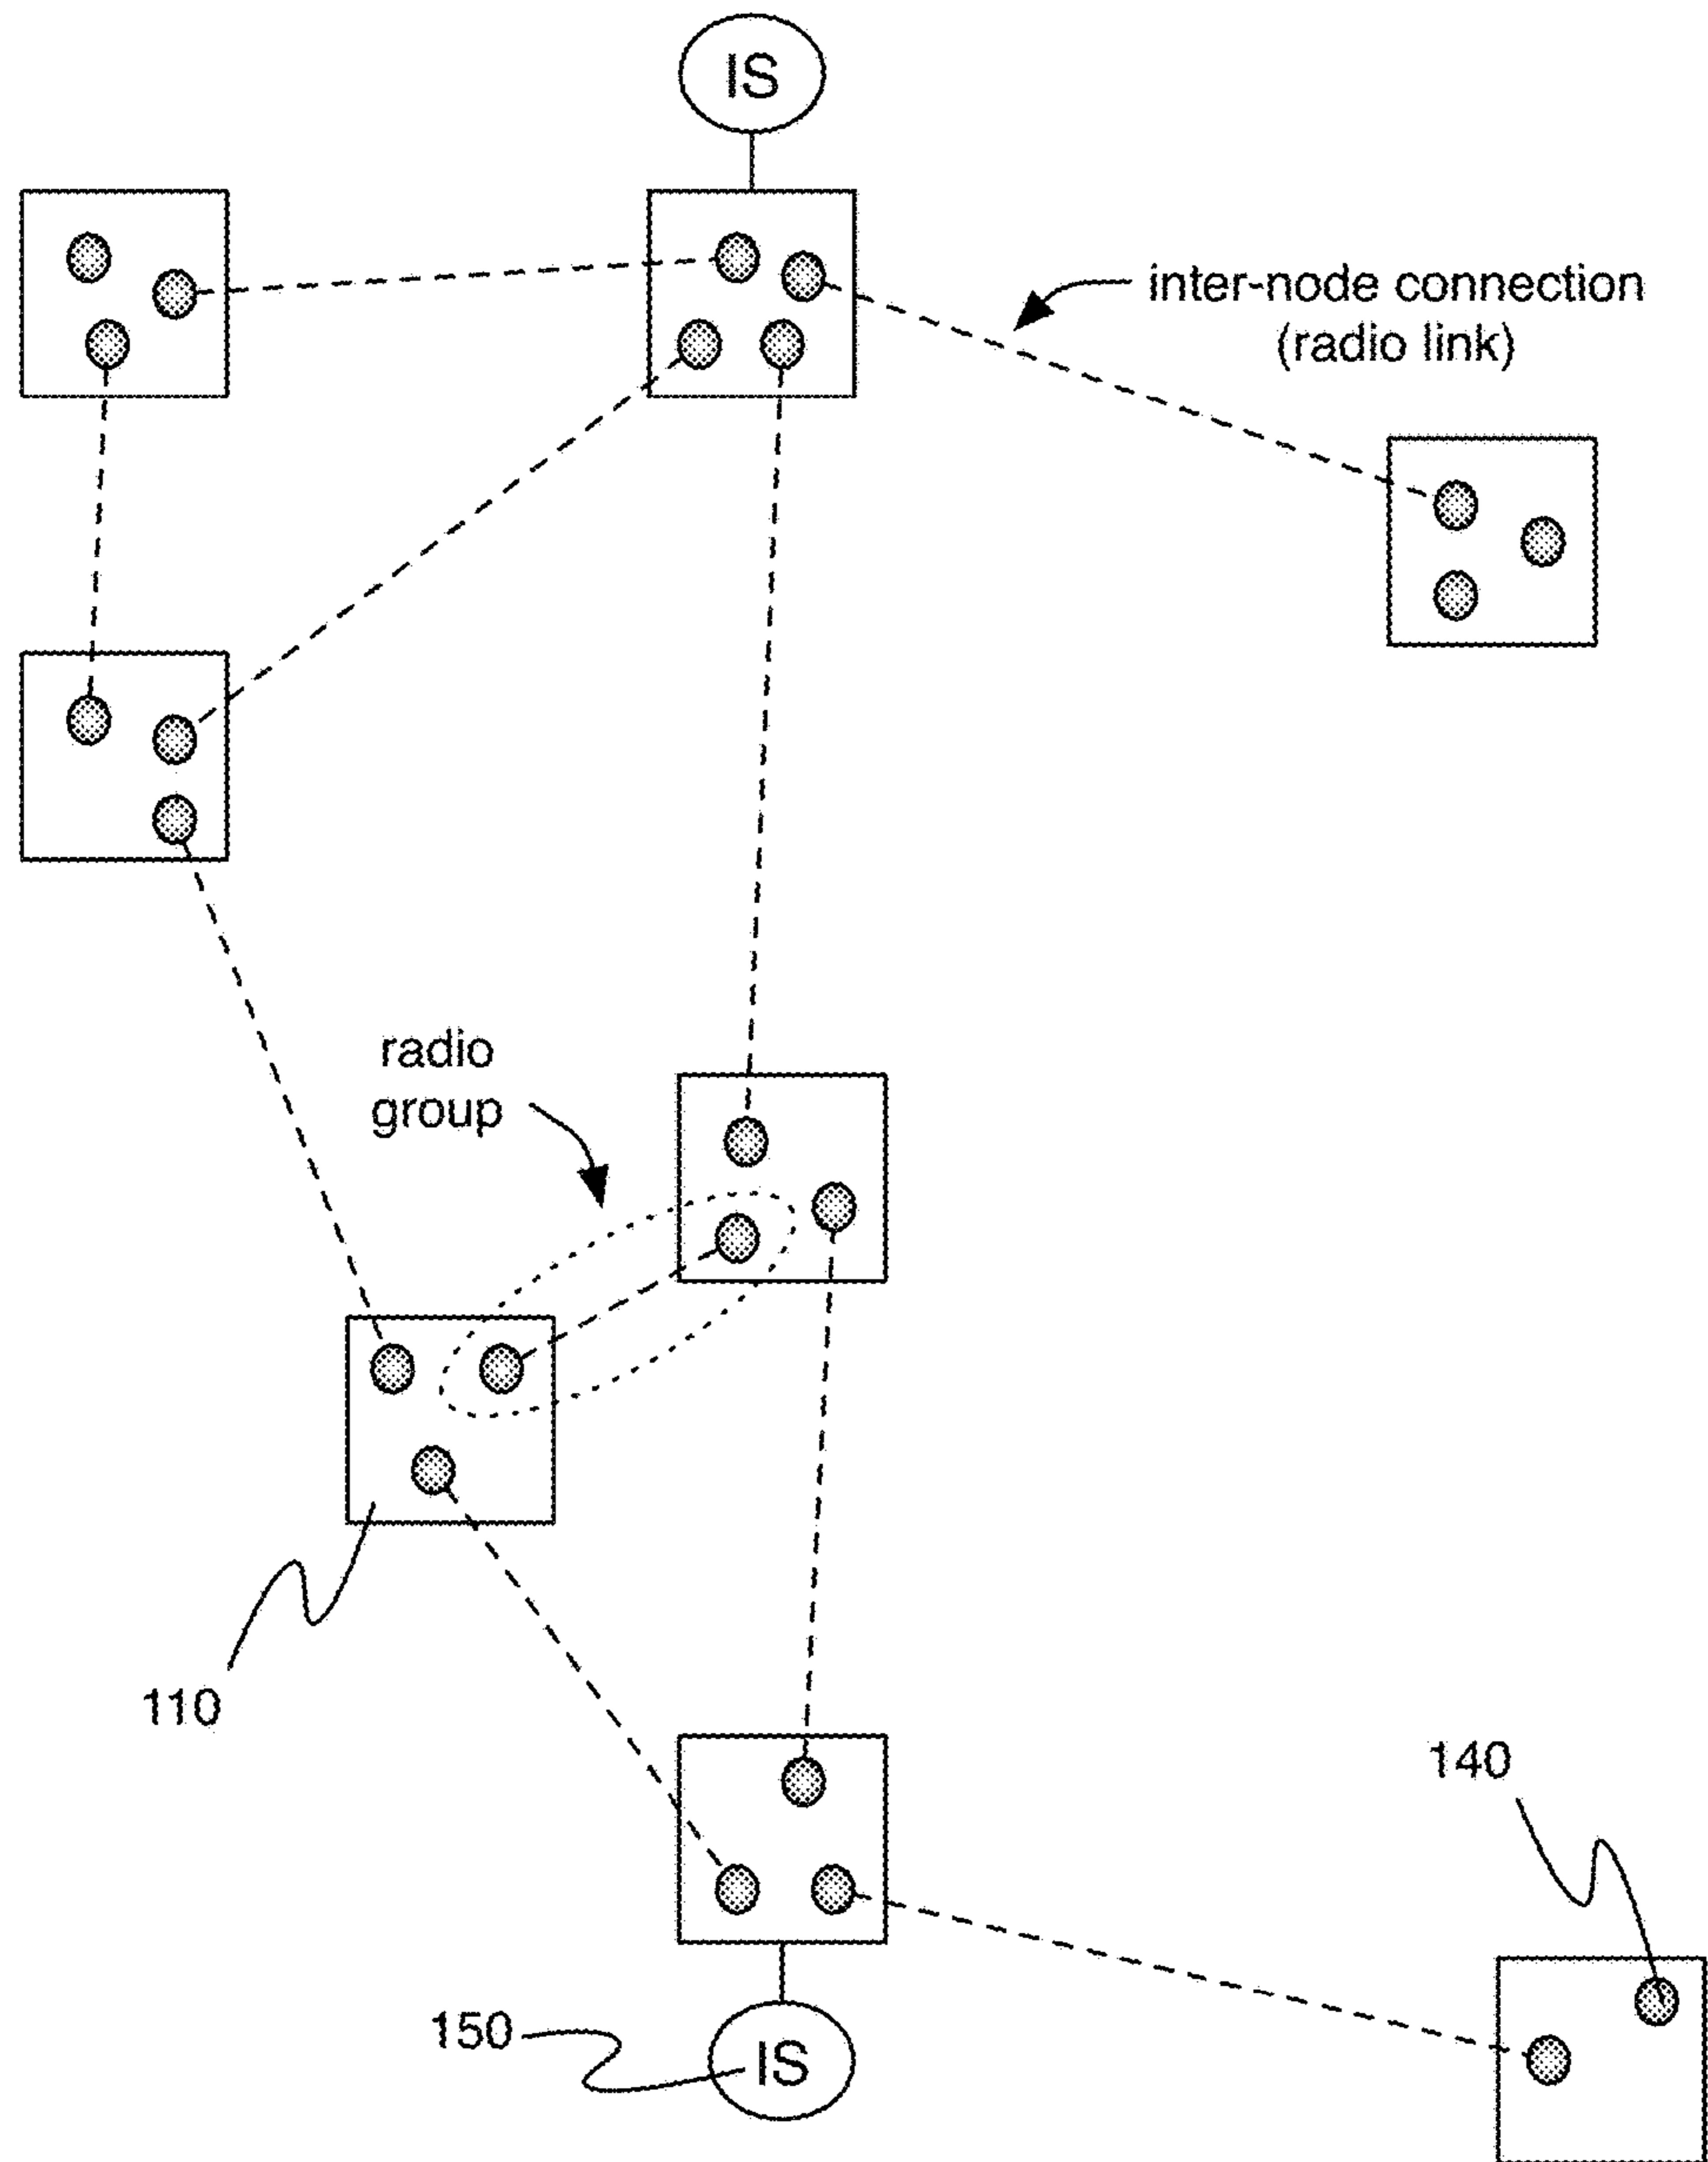 IS
inter-node connection
(radio link)
radio
group
110
140
150
IS